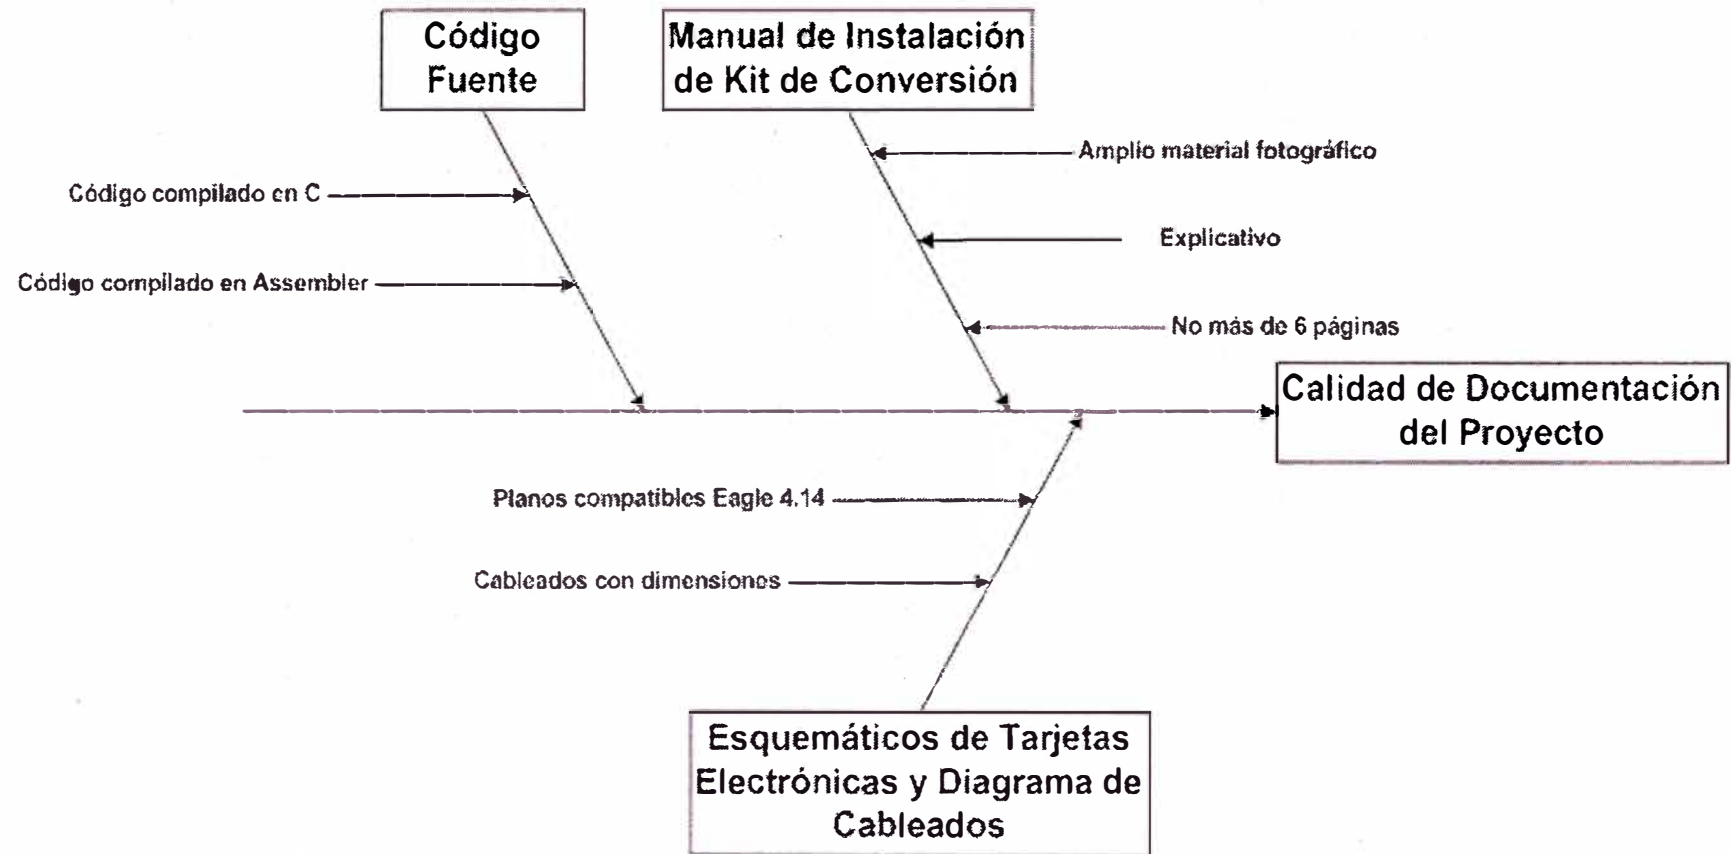 Código
Fuente
Manual de Instalación
de Kit de Conversión
Amplio material fotográfico
Código compilado en C
Explicativo
Código compilado en Assembler
No más de 6 páginas
Calidad de Documentación
del Proyecto
Planos compatibles Eagle 4.14
Cableados con dimensiones
Esquemáticos de Tarjetas
Electrónicas y Diagrama de
Cableados